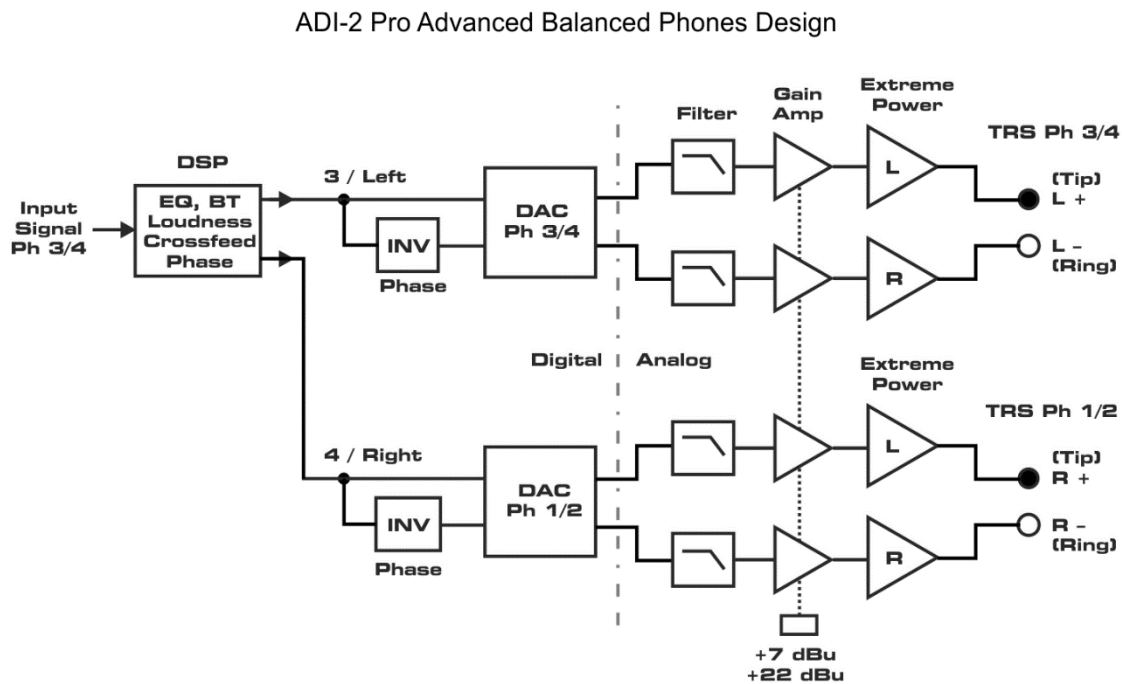 ADI-2 Pro Advanced Balanced Phones Design
Input
Signal
Ph 3/4
DSP
EQ, BT
Loudness
Crossfeed
Phase
3 / Left
INV
Phase
DAC
Ph 3/4
Filter
Gain
Amp
Extreme
Power
L
R
TRS Ph 3/4
(Tip)
L +
L –
(Ring)
Digital
Analog
4 / Right
INV
Phase
DAC
Ph 1/2
Extreme
Power
L
R
TRS Ph 1/2
(Tip)
R +
R –
(Ring)
+7 dBu
+22 dBu